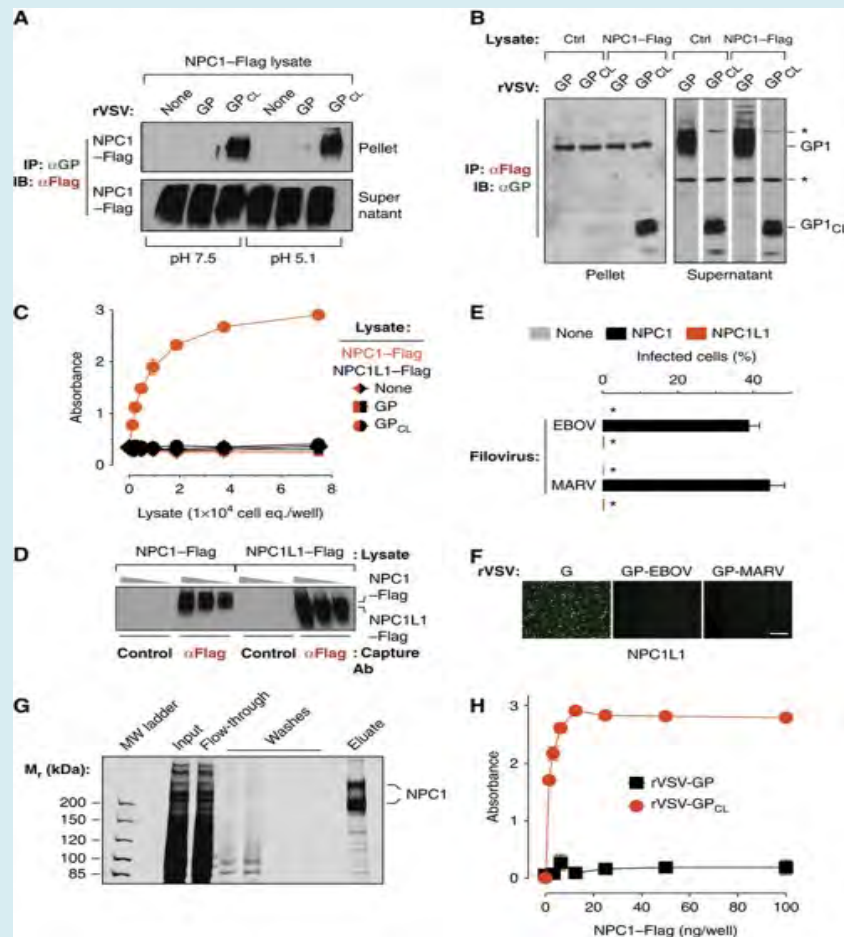 A
NPC1–Flag lysate
rVSV: None GP GPCL None GP GPCL
NPC1
–Flag
Pellet
IP: αGP
IB: αFlag
NPC1
–Flag
Super
natant
pH 7.5 pH 5.1
B
Lysate: Ctrl NPC1–Flag Ctrl NPC1–Flag
rVSV: GP GPCL GP GPCL GP GPCL GP GPCL
*
GP1
IP: αFlag
IB: αGP
*
GP1CL
Pellet Supernatant
C
3
2
1
0
Absorbance
0 2 4 6 8
Lysate (1×10⁴ cell eq./well)
Lysate:
NPC1–Flag
NPC1L1–Flag
None
GP
GPCL
E
None NPC1 NPC1L1
Infected cells (%)
0 20 40
*
EBOV
*
Filovirus:
*
MARV
*
D
NPC1–Flag NPC1L1–Flag : Lysate
NPC1
–Flag
NPC1L1
–Flag
Control αFlag Control αFlag : Capture
Ab
F
rVSV: G GP-EBOV GP-MARV
NPC1L1
G
MW ladder Input Flow-through Washes Eluate
Mr (kDa):
NPC1
200
150
120
100
85
H
3
2
1
0
Absorbance
rVSV-GP
rVSV-GPCL
0 20 40 60 80 100
NPC1–Flag (ng/well)